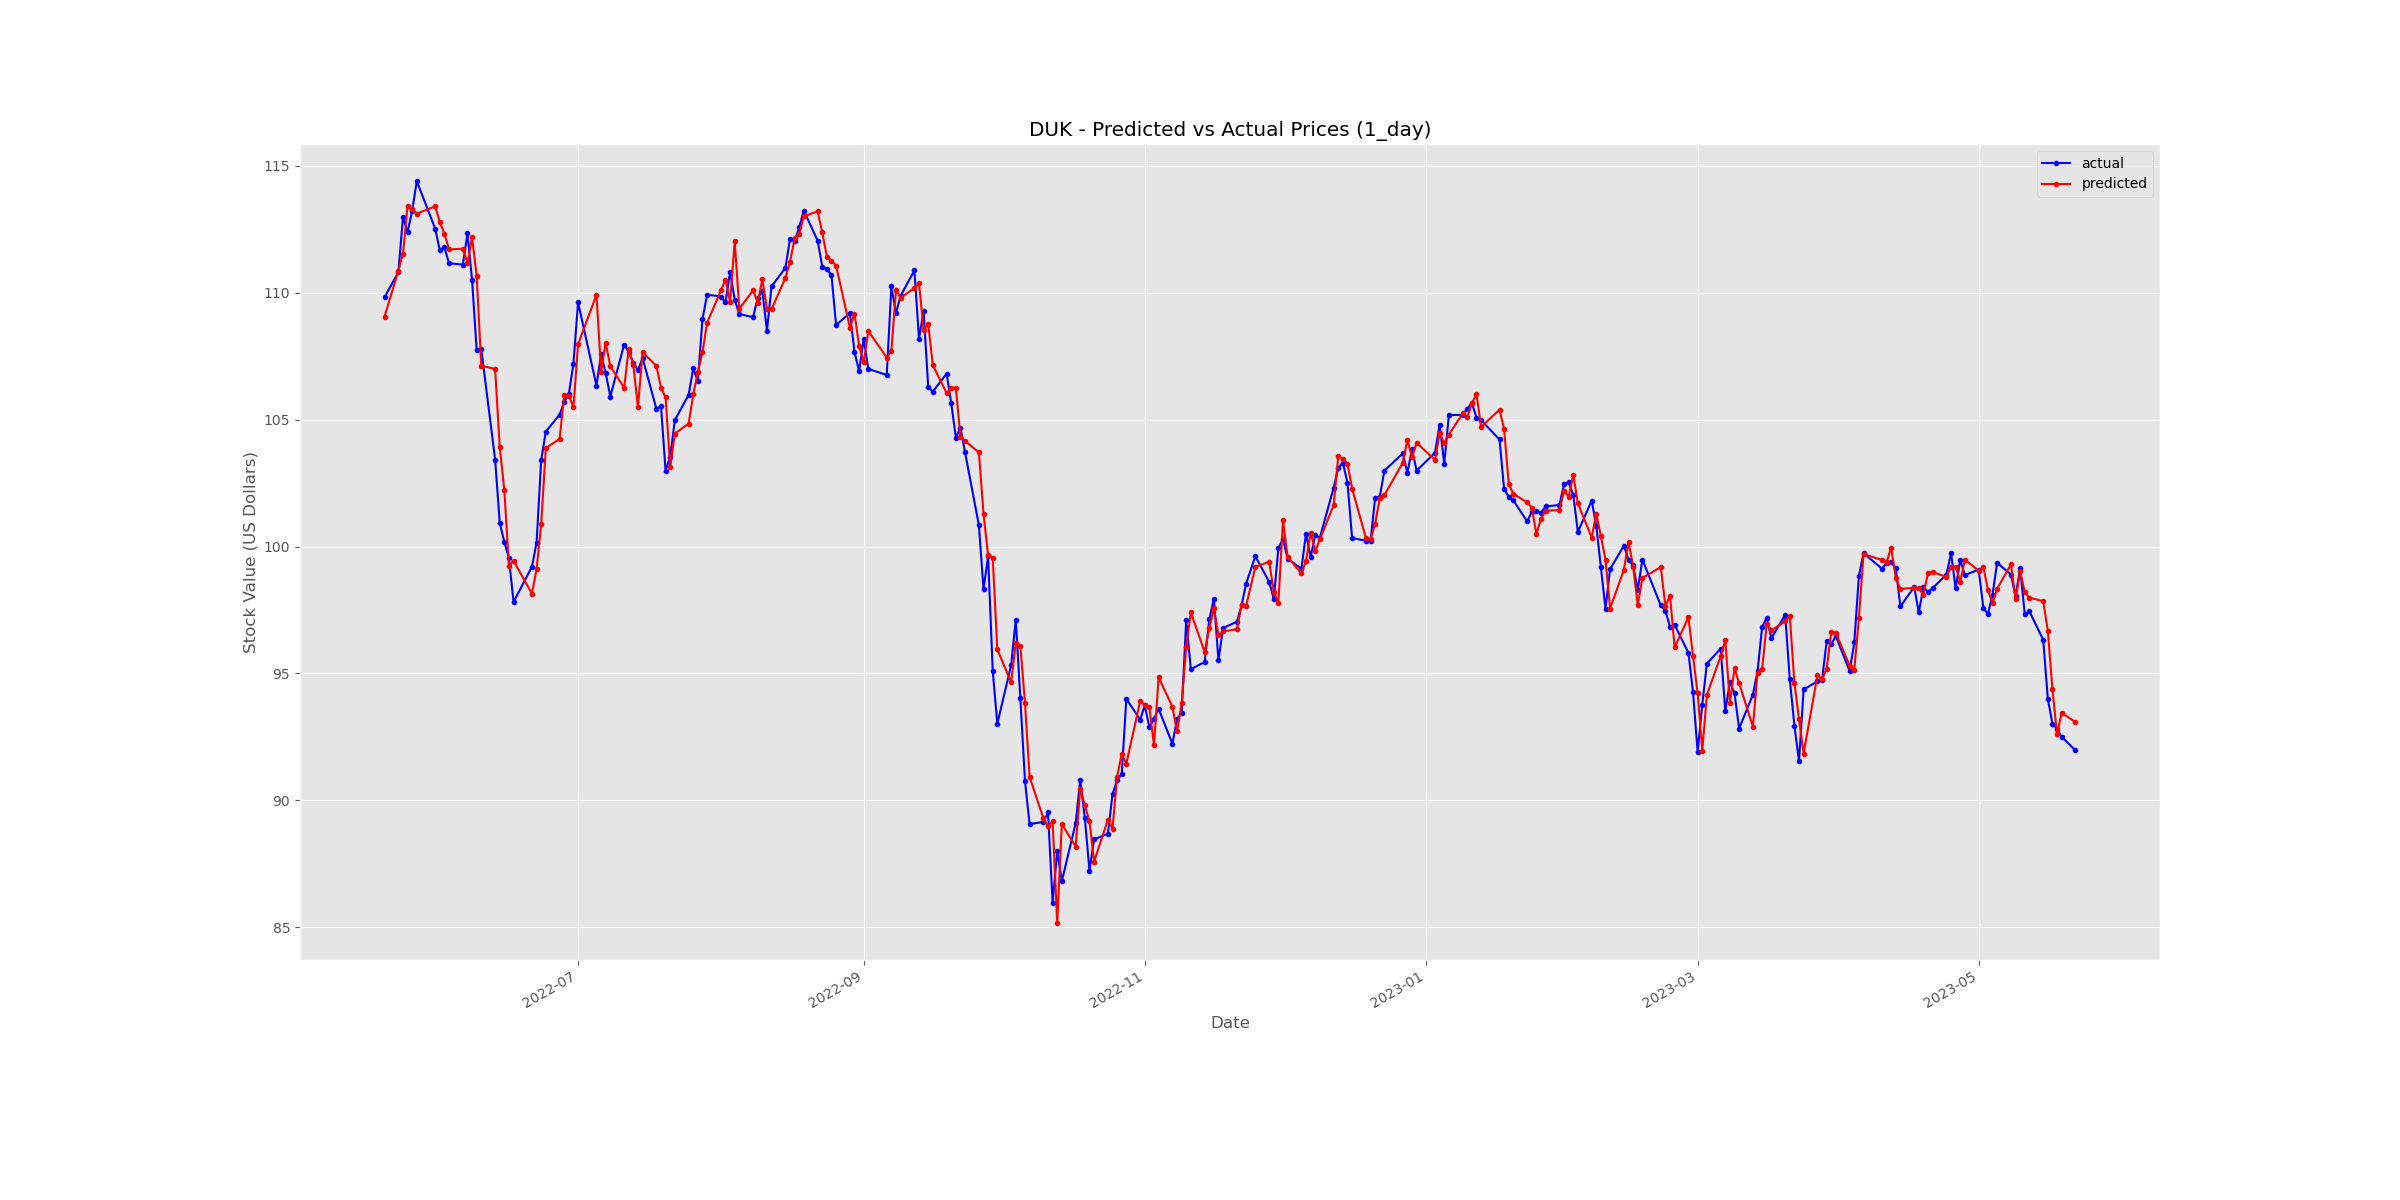 DUK - Predicted vs Actual Prices (1_day)
actual
predicted
115
110
105
100
95
90
85
Stock Value (US Dollars)
2022-07
2022-09
2022-11
2023-01
2023-03
2023-05
Date